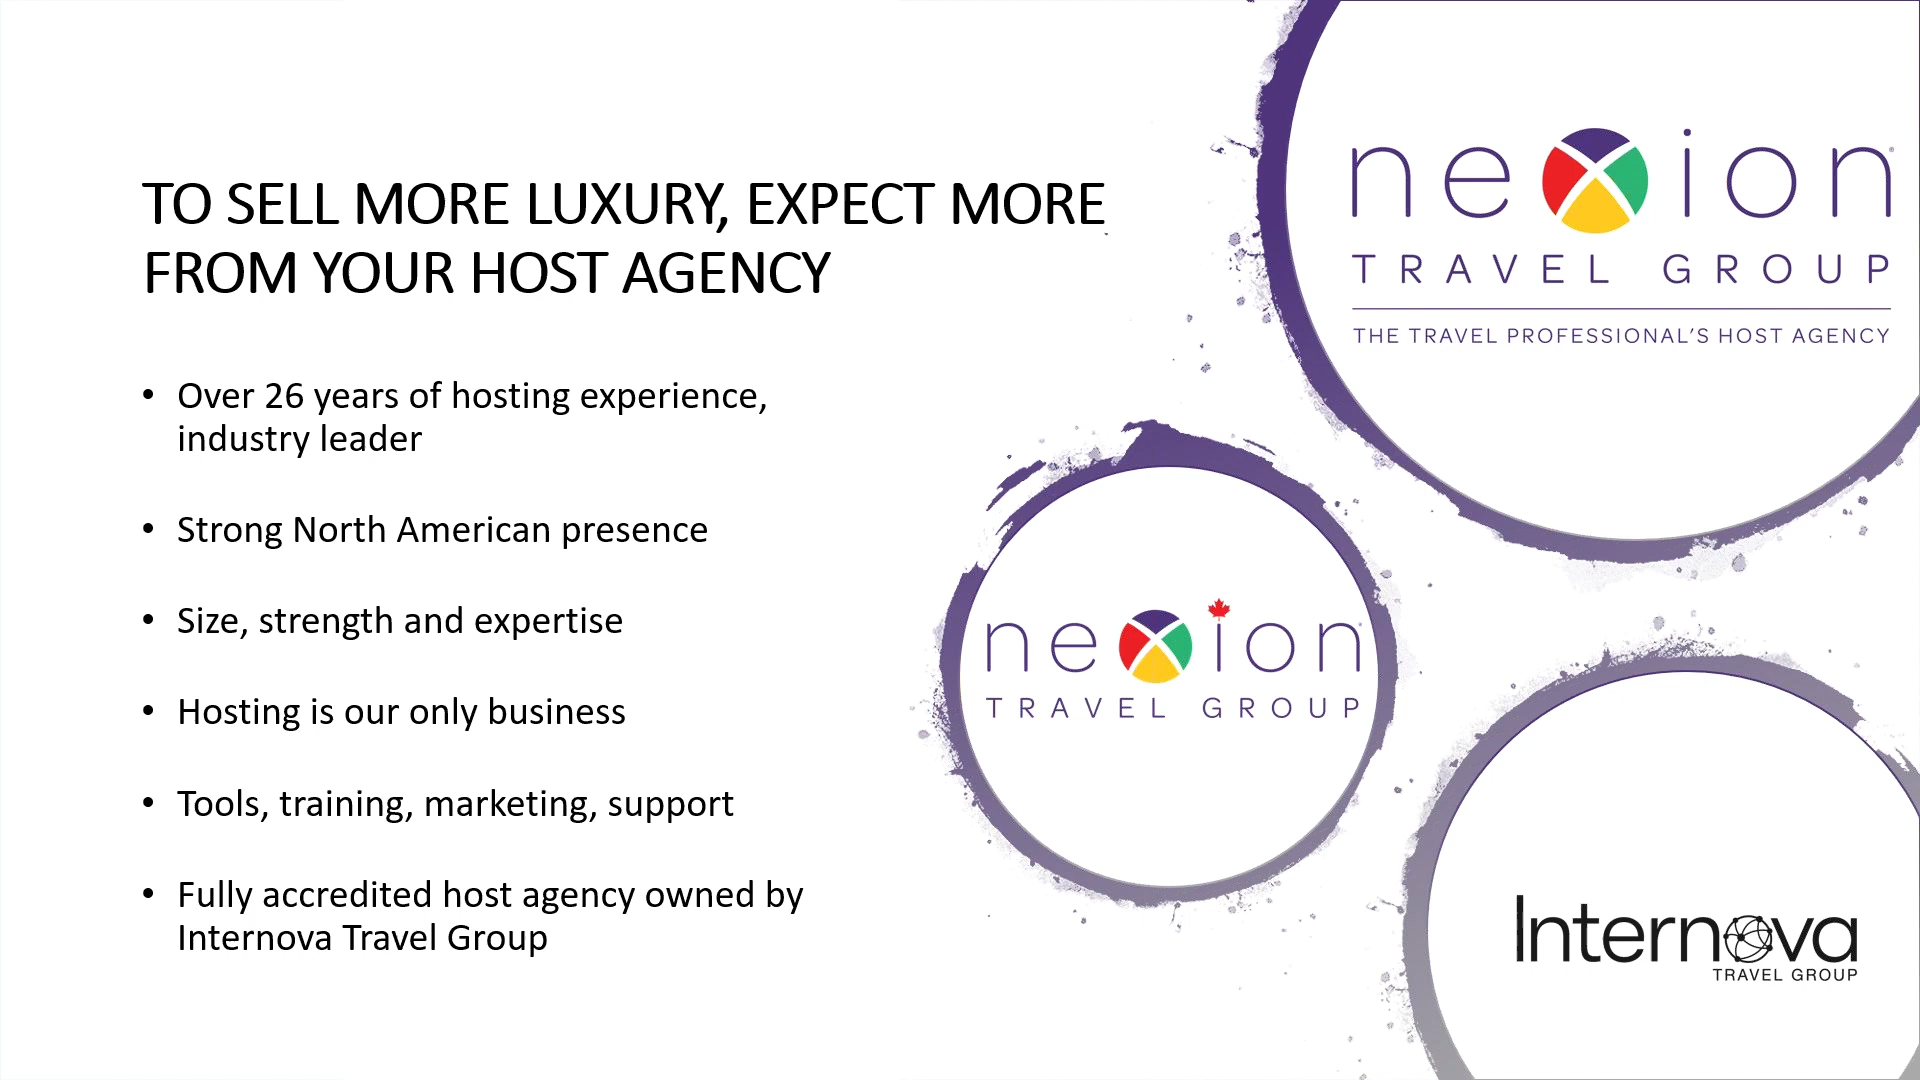 TO SELL MORE LUXURY, EXPECT MORE
FROM YOUR HOST AGENCY
• Over 26 years of hosting experience,
industry leader
• Strong North American presence
• Size, strength and expertise
• Hosting is our only business
• Tools, training, marketing, support
• Fully accredited host agency owned by
Internova Travel Group
nexion
TRAVEL GROUP
THE TRAVEL PROFESSIONAL'S HOST AGENCY
nexion
TRAVEL GROUP
Internova
TRAVEL GROUP